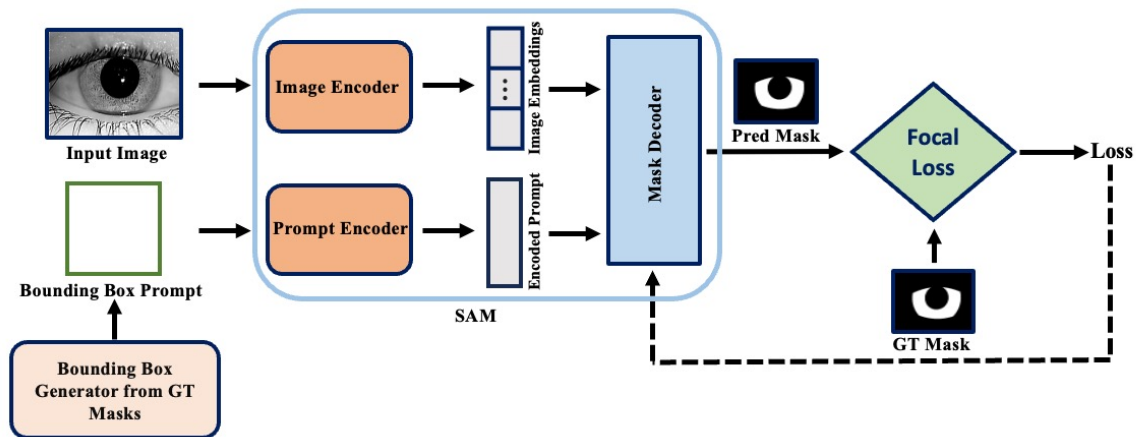 Input Image
Bounding Box Prompt
Bounding Box
Generator from GT
Masks
Image Encoder
Prompt Encoder
Image Embeddings
Encoded Prompt
Mask Decoder
SAM
Pred Mask
Focal
Loss
GT Mask
Loss